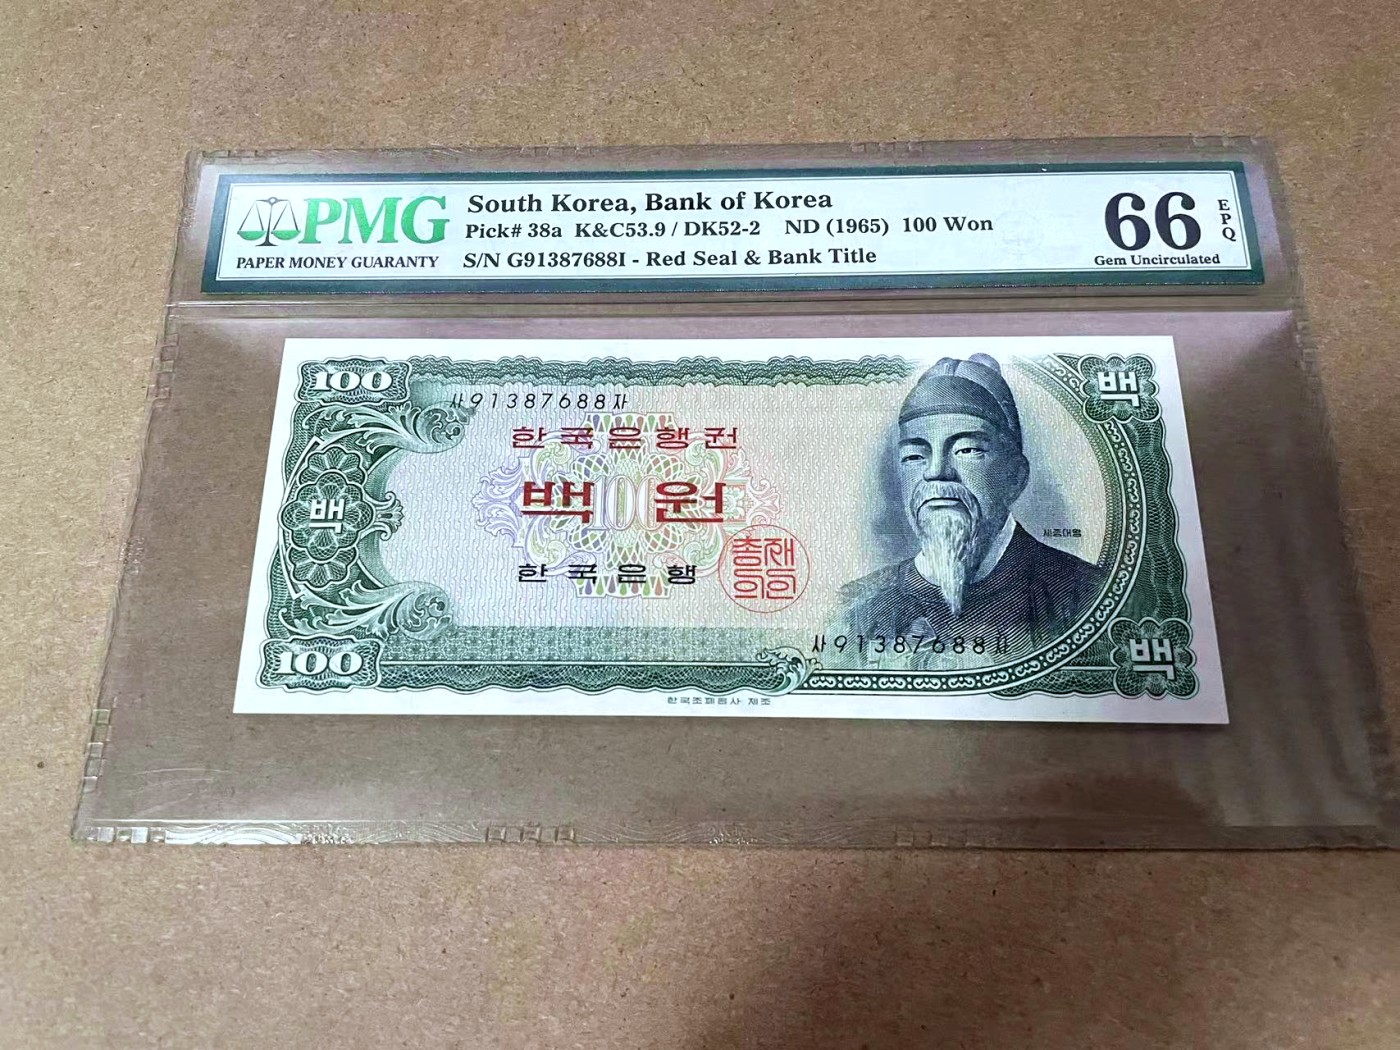 PMG
PAPER MONEY GUARANTY
South Korea, Bank of Korea
Pick# 38a K&C53.9 / DK52-2 ND (1965) 100 Won
S/N G91387688I - Red Seal & Bank Title
66
EPQ
Gem Uncirculated
100
백
사91387688자
한국은행권
백
100
백 원
세종대왕
총재의인
한국은행
사91387688자
100
백
한국조폐공사 제조